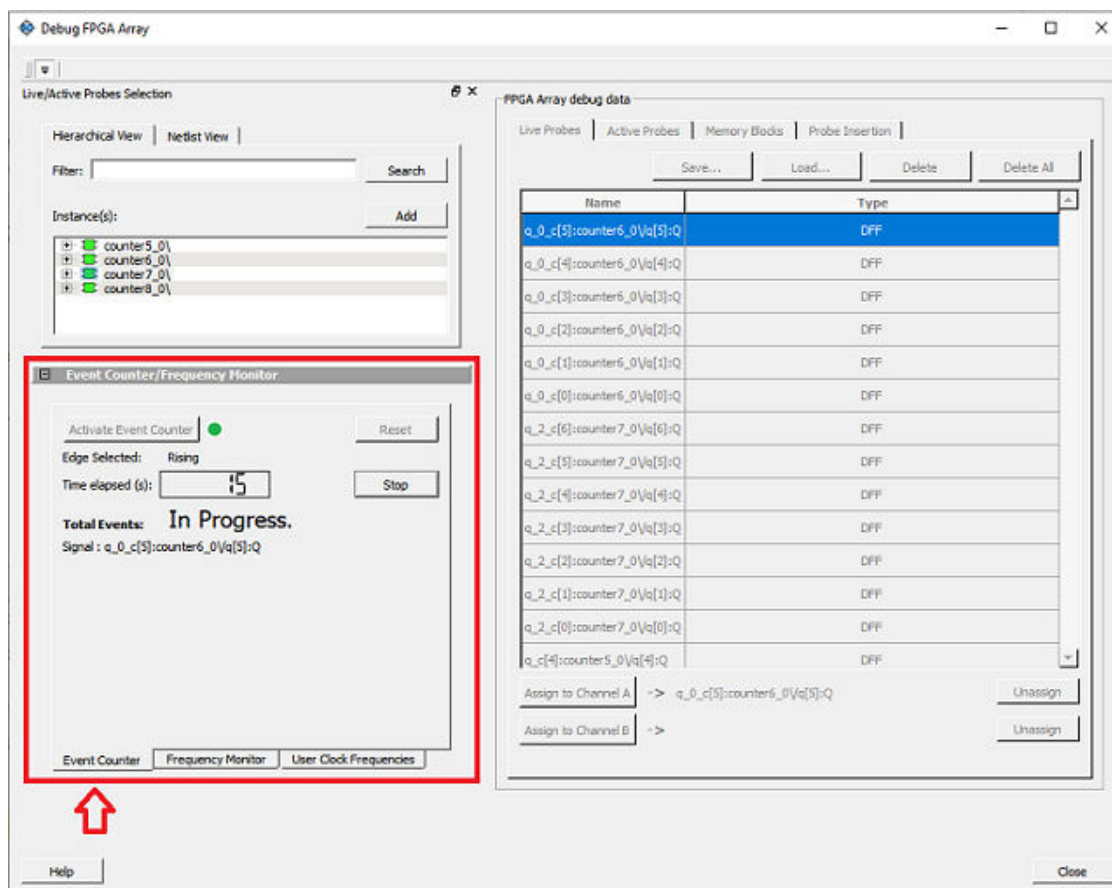 Debug FPGA Array
Live/Active Probes Selection
Hierarchical View
Netlist View
Filter:
Search
Instance(s):
Add
counter5_0\
counter6_0\
counter7_0\
counter8_0\
Event Counter/Frequency Monitor
Activate Event Counter
Reset
Edge Selected: Rising
Time elapsed (s): 15
Stop
Total Events: In Progress.
Signal : q_0_c[5]:counter6_0\/q[5]:Q
Event Counter
Frequency Monitor
User Clock Frequencies
FPGA Array debug data
Live Probes
Active Probes
Memory Blocks
Probe Insertion
Save...
Load...
Delete
Delete All
Name Type
q_0_c[5]:counter6_0\/q[5]:Q DFF
q_0_c[4]:counter6_0\/q[4]:Q DFF
q_0_c[3]:counter6_0\/q[3]:Q DFF
q_0_c[2]:counter6_0\/q[2]:Q DFF
q_0_c[1]:counter6_0\/q[1]:Q DFF
q_0_c[0]:counter6_0\/q[0]:Q DFF
q_2_c[6]:counter7_0\/q[6]:Q DFF
q_2_c[5]:counter7_0\/q[5]:Q DFF
q_2_c[4]:counter7_0\/q[4]:Q DFF
q_2_c[3]:counter7_0\/q[3]:Q DFF
q_2_c[2]:counter7_0\/q[2]:Q DFF
q_2_c[1]:counter7_0\/q[1]:Q DFF
q_2_c[0]:counter7_0\/q[0]:Q DFF
q_c[4]:counter5_0\/q[4]:Q DFF
Assign to Channel A -> q_0_c[5]:counter6_0\/q[5]:Q Unassign
Assign to Channel B -> Unassign
Help
Close